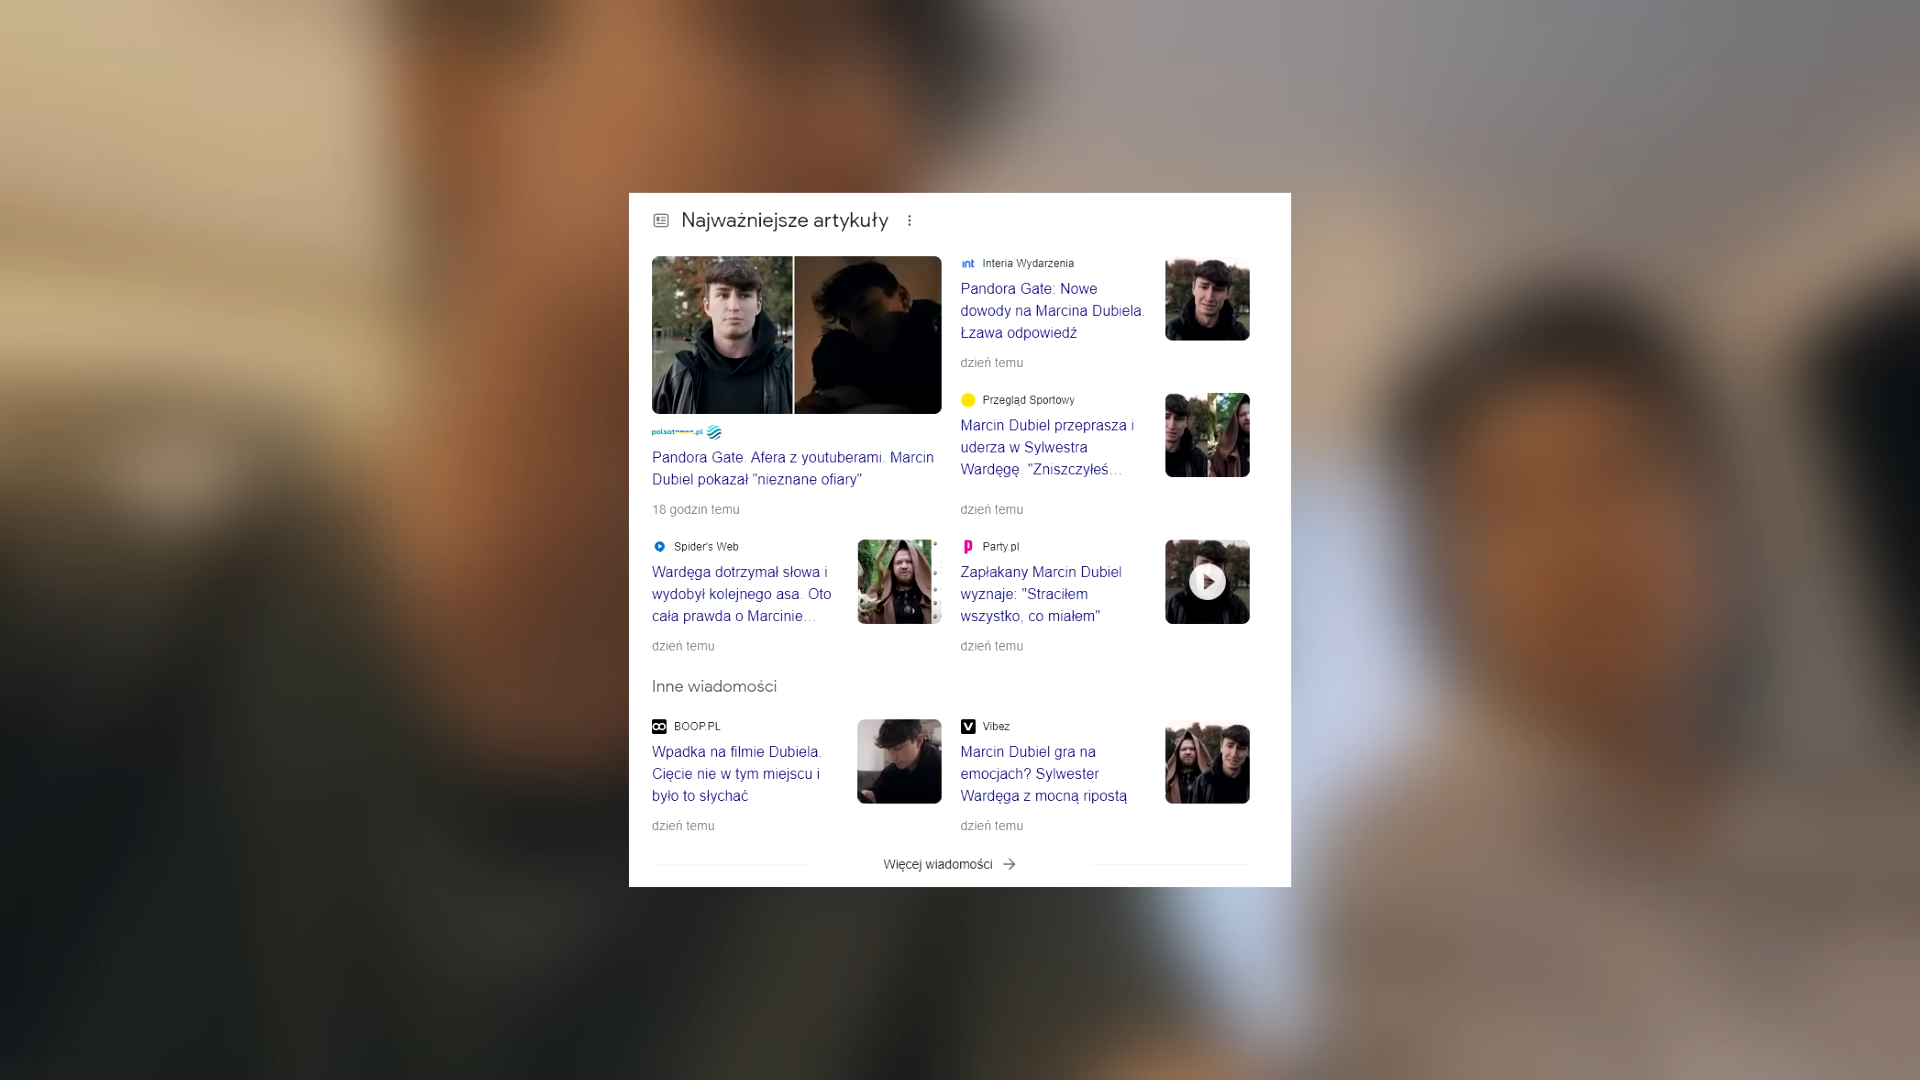 Najważniejsze artykuły
polsatnews.pl
Pandora Gate. Afera z youtuberami. Marcin
Dubiel pokazał "nieznane ofiary"
18 godzin temu
int Interia Wydarzenia
Pandora Gate: Nowe
dowody na Marcina Dubiela.
Łzawa odpowiedź
dzień temu
Przegląd Sportowy
Marcin Dubiel przeprasza i
uderza w Sylwestra
Wardęgę. "Zniszczyłeś...
dzień temu
Spider's Web
Wardęga dotrzymał słowa i
wydobył kolejnego asa. Oto
cała prawda o Marcinie...
dzień temu
Party.pl
Zapłakany Marcin Dubiel
wyznaje: "Straciłem
wszystko, co miałem"
dzień temu
Inne wiadomości
BOOP.PL
Wpadka na filmie Dubiela.
Cięcie nie w tym miejscu i
było to słychać
dzień temu
Vibez
Marcin Dubiel gra na
emocjach? Sylwester
Wardęga z mocną ripostą
dzień temu
Więcej wiadomości